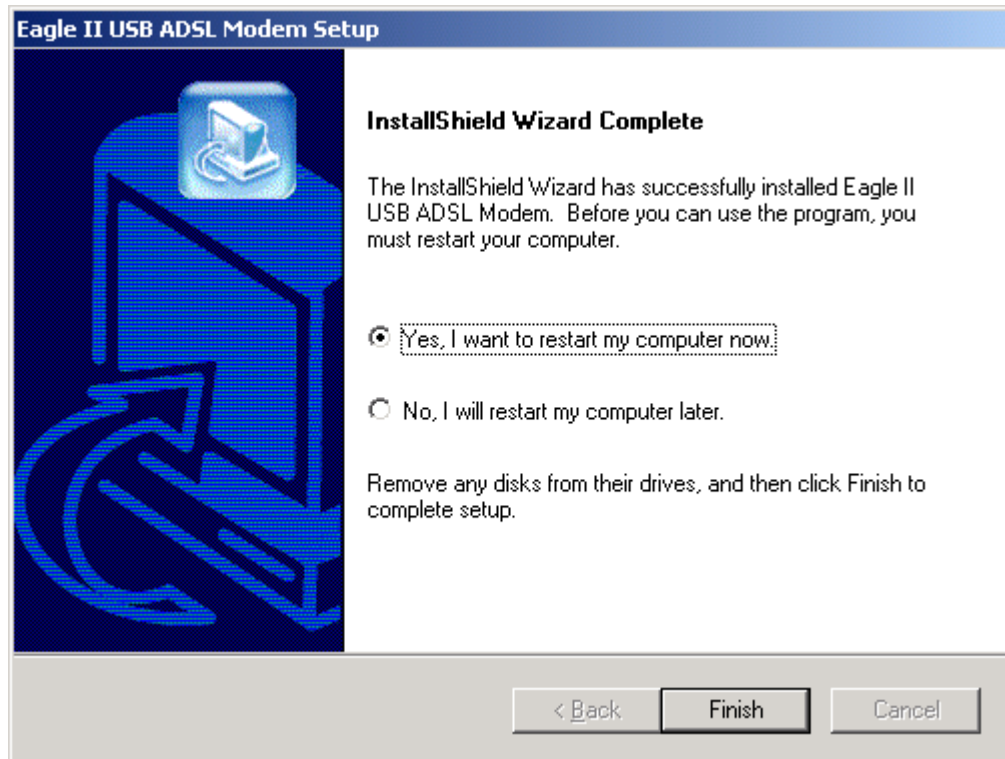 Eagle II USB ADSL Modem Setup
InstallShield Wizard Complete
The InstallShield Wizard has successfully installed Eagle II
USB ADSL Modem. Before you can use the program, you
must restart your computer.
Yes, I want to restart my computer now.
No, I will restart my computer later.
Remove any disks from their drives, and then click Finish to
complete setup.
< Back Finish Cancel